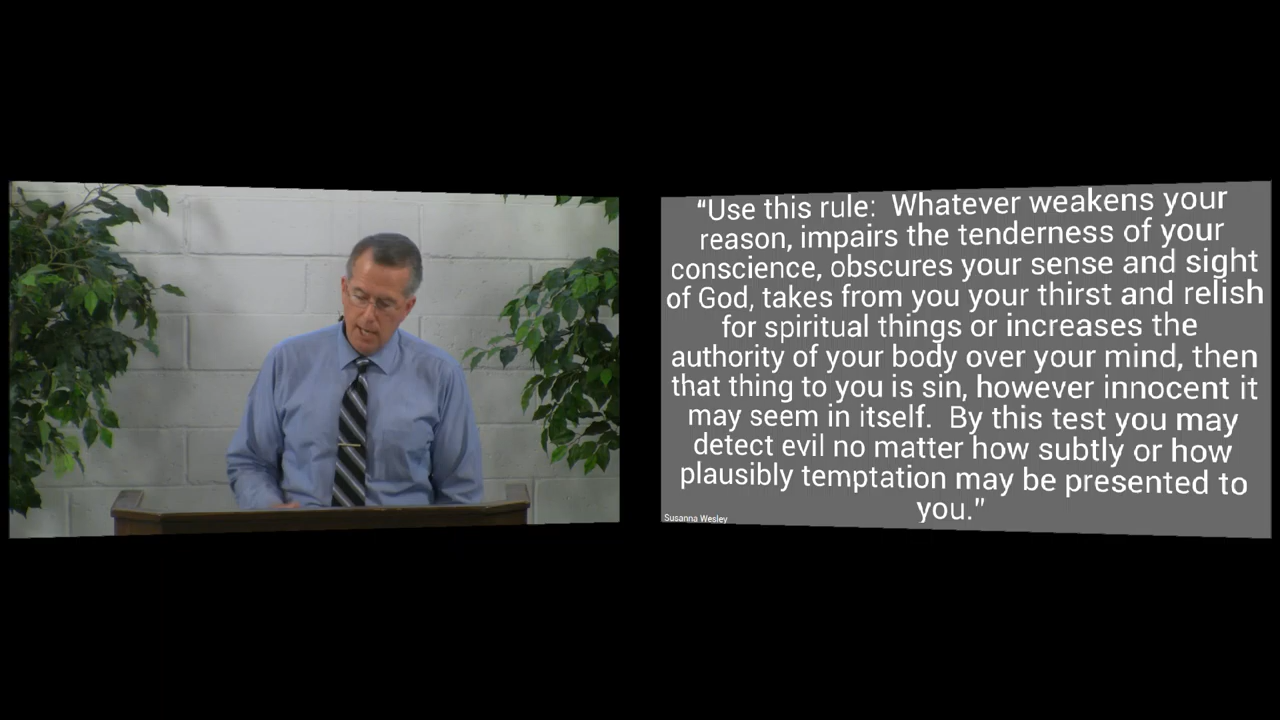 “Use this rule:  Whatever weakens your
reason, impairs the tenderness of your
conscience, obscures your sense and sight
of God, takes from you your thirst and relish
for spiritual things or increases the
authority of your body over your mind, then
that thing to you is sin, however innocent it
may seem in itself.  By this test you may
detect evil no matter how subtly or how
plausibly temptation may be presented to
you.”
Susanna Wesley